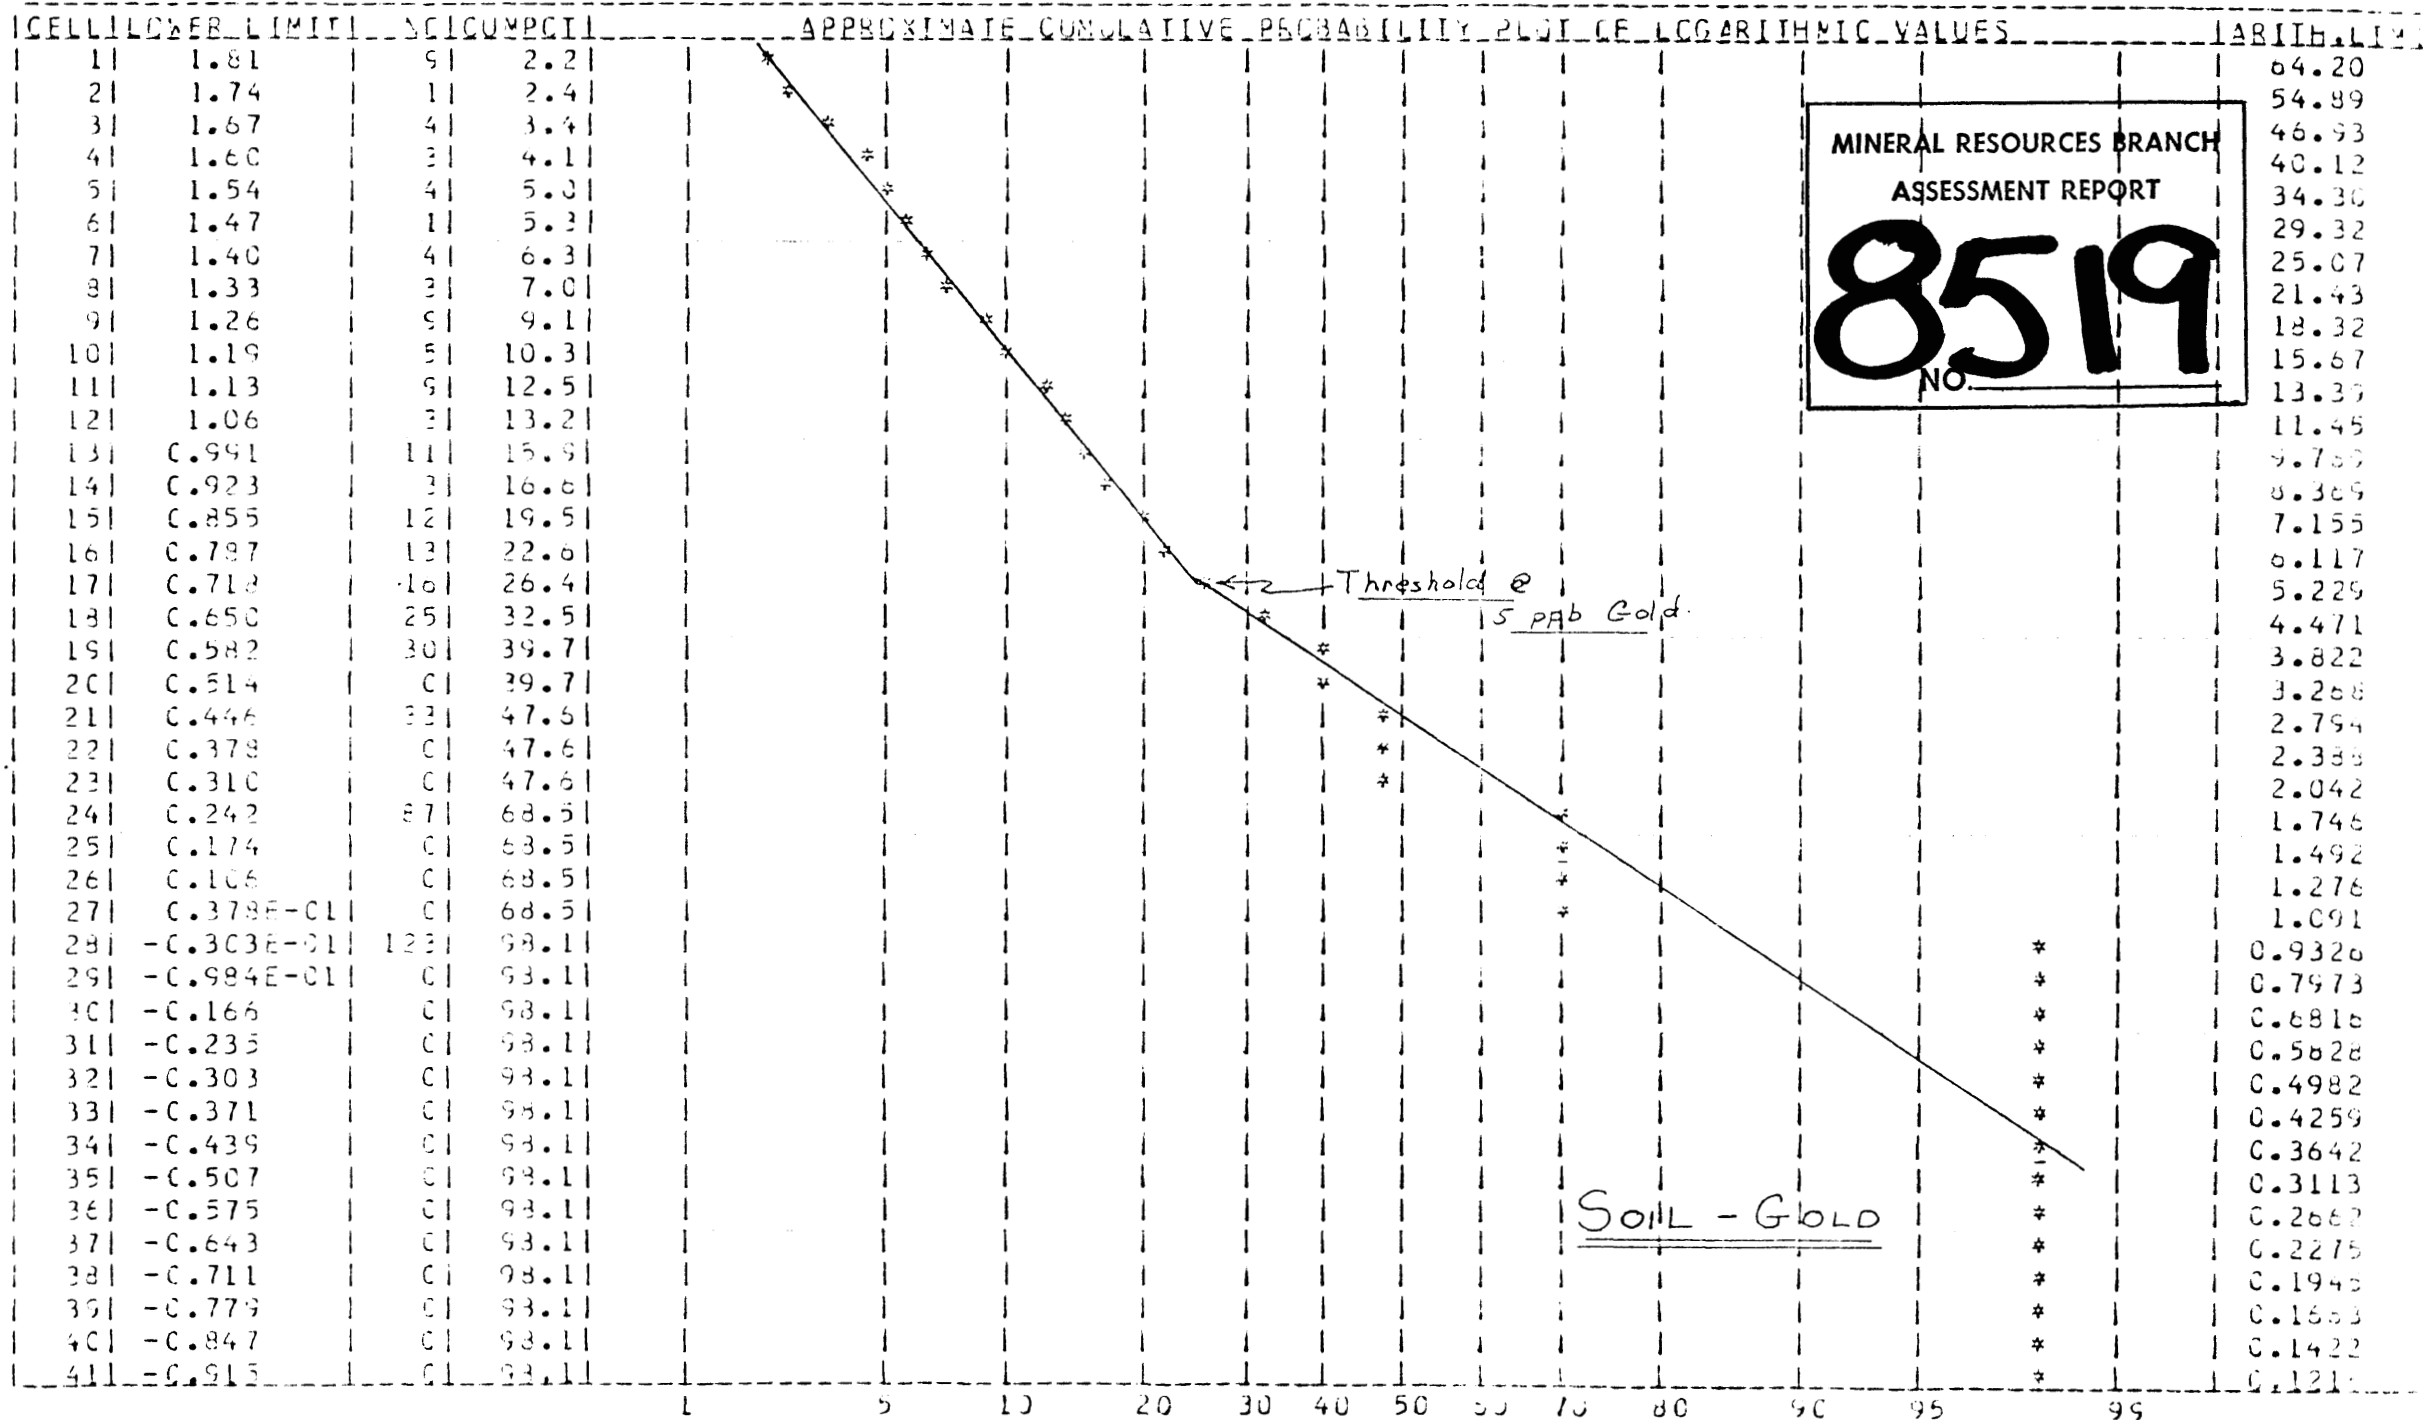 CELL LOWER LIMIT NO CUMPCT APPROXIMATE CUMULATIVE PROBABILITY PLOT OF LOGARITHMIC VALUES ARITH.LIM
1 1.81 9 2.2 64.20
2 1.74 1 2.4 54.89
3 1.67 4 3.4 46.93
4 1.60 3 4.1 40.12
5 1.54 4 5.0 34.30
6 1.47 1 5.3 29.32
7 1.40 4 6.3 25.07
8 1.33 3 7.0 21.43
9 1.26 9 9.1 18.32
10 1.19 5 10.3 15.67
11 1.13 9 12.5 13.39
12 1.06 3 13.2 11.45
13 0.991 11 15.9
14 0.923 3 16.6 8.369
15 0.855 12 19.5 7.155
16 0.787 13 22.6 6.117
17 0.718 16 26.4 5.229
18 0.650 25 32.5 4.471
19 0.582 30 39.7 3.822
20 0.514 0 39.7 3.268
21 0.446 33 47.6 2.794
22 0.378 0 47.6 2.388
23 0.310 0 47.6 2.042
24 0.242 87 68.5 1.746
25 0.174 0 68.5 1.492
26 0.106 0 68.5 1.276
27 0.378E-01 0 68.5 1.091
28 -0.303E-01 123 98.1 0.9326
29 -0.984E-01 0 98.1 0.7973
30 -0.166 0 98.1 0.6816
31 -0.235 0 98.1 0.5828
32 -0.303 0 98.1 0.4982
33 -0.371 0 98.1 0.4259
34 -0.439 0 98.1 0.3642
35 -0.507 0 98.1 0.3113
36 -0.575 0 98.1 0.2662
37 -0.643 0 98.1 0.2275
38 -0.711 0 98.1 0.1945
39 -0.779 0 98.1 0.1663
40 -0.847 0 98.1 0.1422
41 -0.915 0 98.1
1 5 10 20 30 40 50 60 70 80 90 95 99
MINERAL RESOURCES BRANCH
ASSESSMENT REPORT
8519
NO.
Threshold @
5 ppb Gold.
SOIL - GOLD